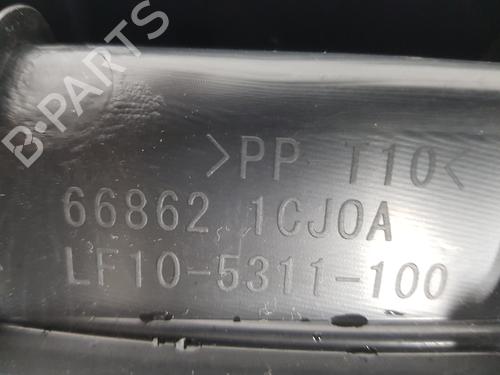 B-PARTS
>PP T10<
66862 1CJ0A
LF10-5311-100